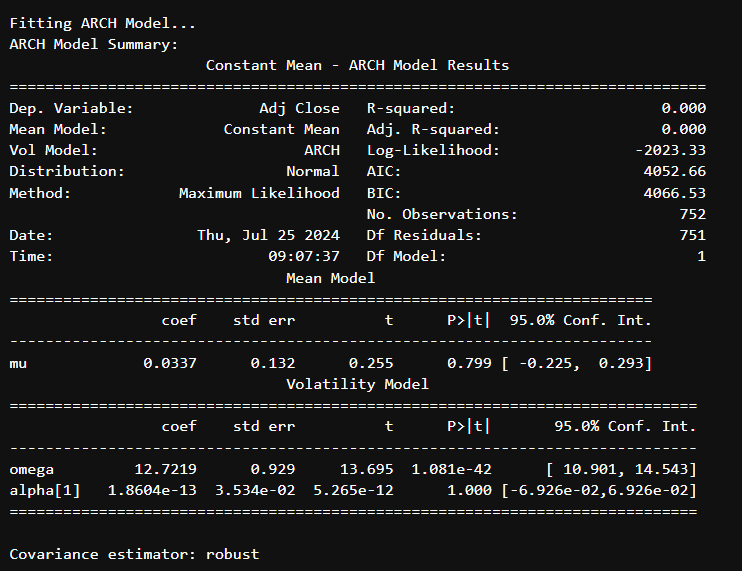 Fitting ARCH Model...
ARCH Model Summary:
Constant Mean - ARCH Model Results
==============================================================================
Dep. Variable: Adj Close R-squared: 0.000
Mean Model: Constant Mean Adj. R-squared: 0.000
Vol Model: ARCH Log-Likelihood: -2023.33
Distribution: Normal AIC: 4052.66
Method: Maximum Likelihood BIC: 4066.53
No. Observations: 752
Date: Thu, Jul 25 2024 Df Residuals: 751
Time: 09:07:37 Df Model: 1
Mean Model
========================================================================
coef std err t P>|t| 95.0% Conf. Int.
------------------------------------------------------------------------
mu 0.0337 0.132 0.255 0.799 [ -0.225, 0.293]
Volatility Model
=============================================================================
coef std err t P>|t| 95.0% Conf. Int.
-----------------------------------------------------------------------------
omega 12.7219 0.929 13.695 1.081e-42 [ 10.901, 14.543]
alpha[1] 1.8604e-13 3.534e-02 5.265e-12 1.000 [-6.926e-02,6.926e-02]
=============================================================================
Covariance estimator: robust